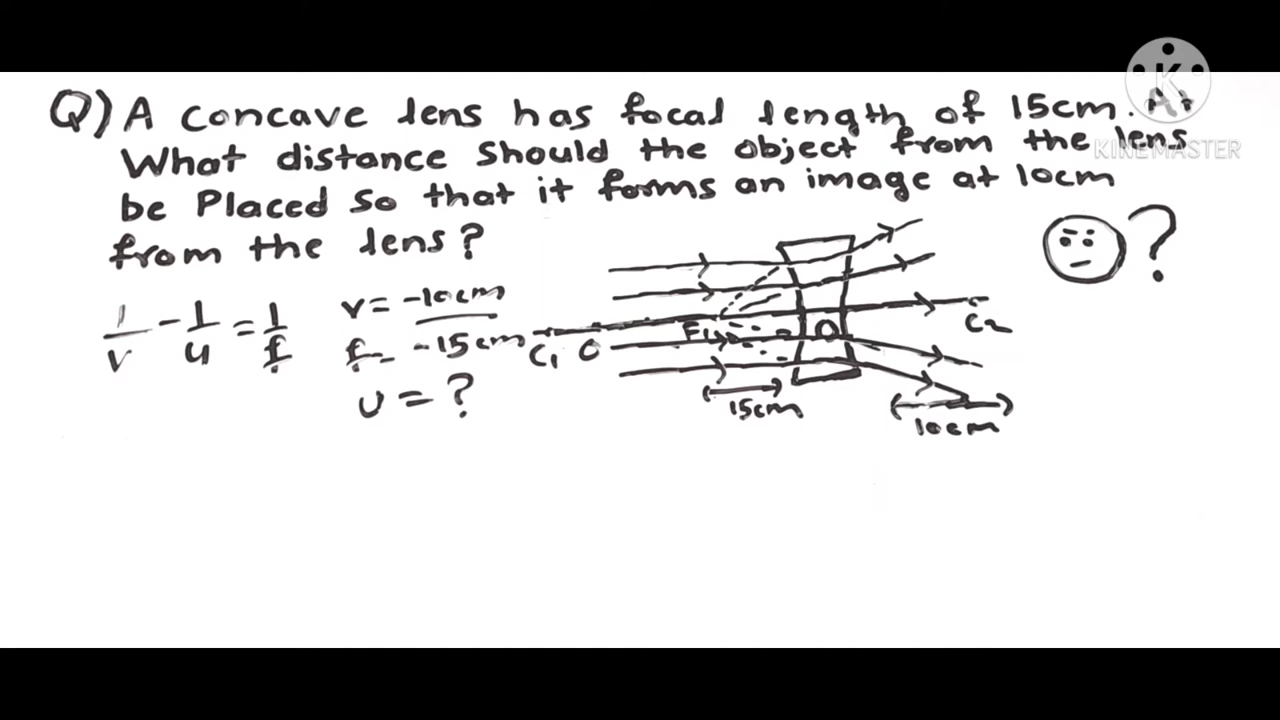 Q) A concave lens has focal length of 15cm. At
What distance should the object from the lens
be Placed so that it forms an image at 10cm
from the lens?
K
KINEMASTER
?
1/v - 1/u = 1/f
v = -10cm
f = -15cm
u = ?
C1 O F1 O C2
15cm
10cm